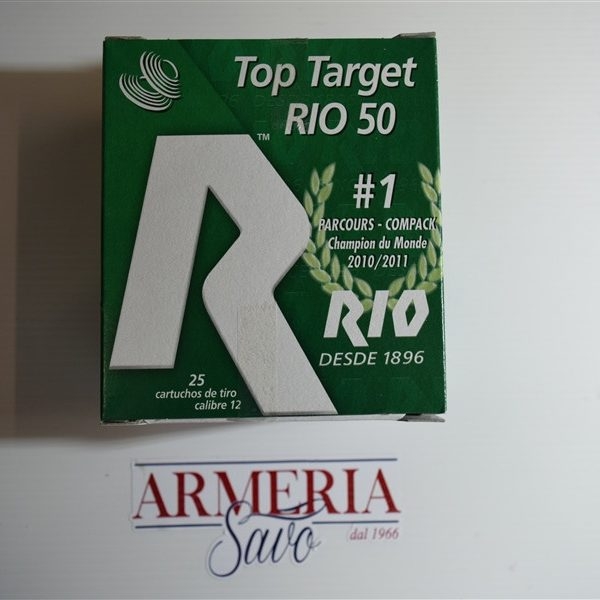 Top Target
RIO 50
™
#1
PARCOURS - COMPACK
Champion du Monde
2010/2011
RIO
DESDE 1896
25
cartuchos de tiro
calibre 12
ARMERIA
Savo
dal 1966